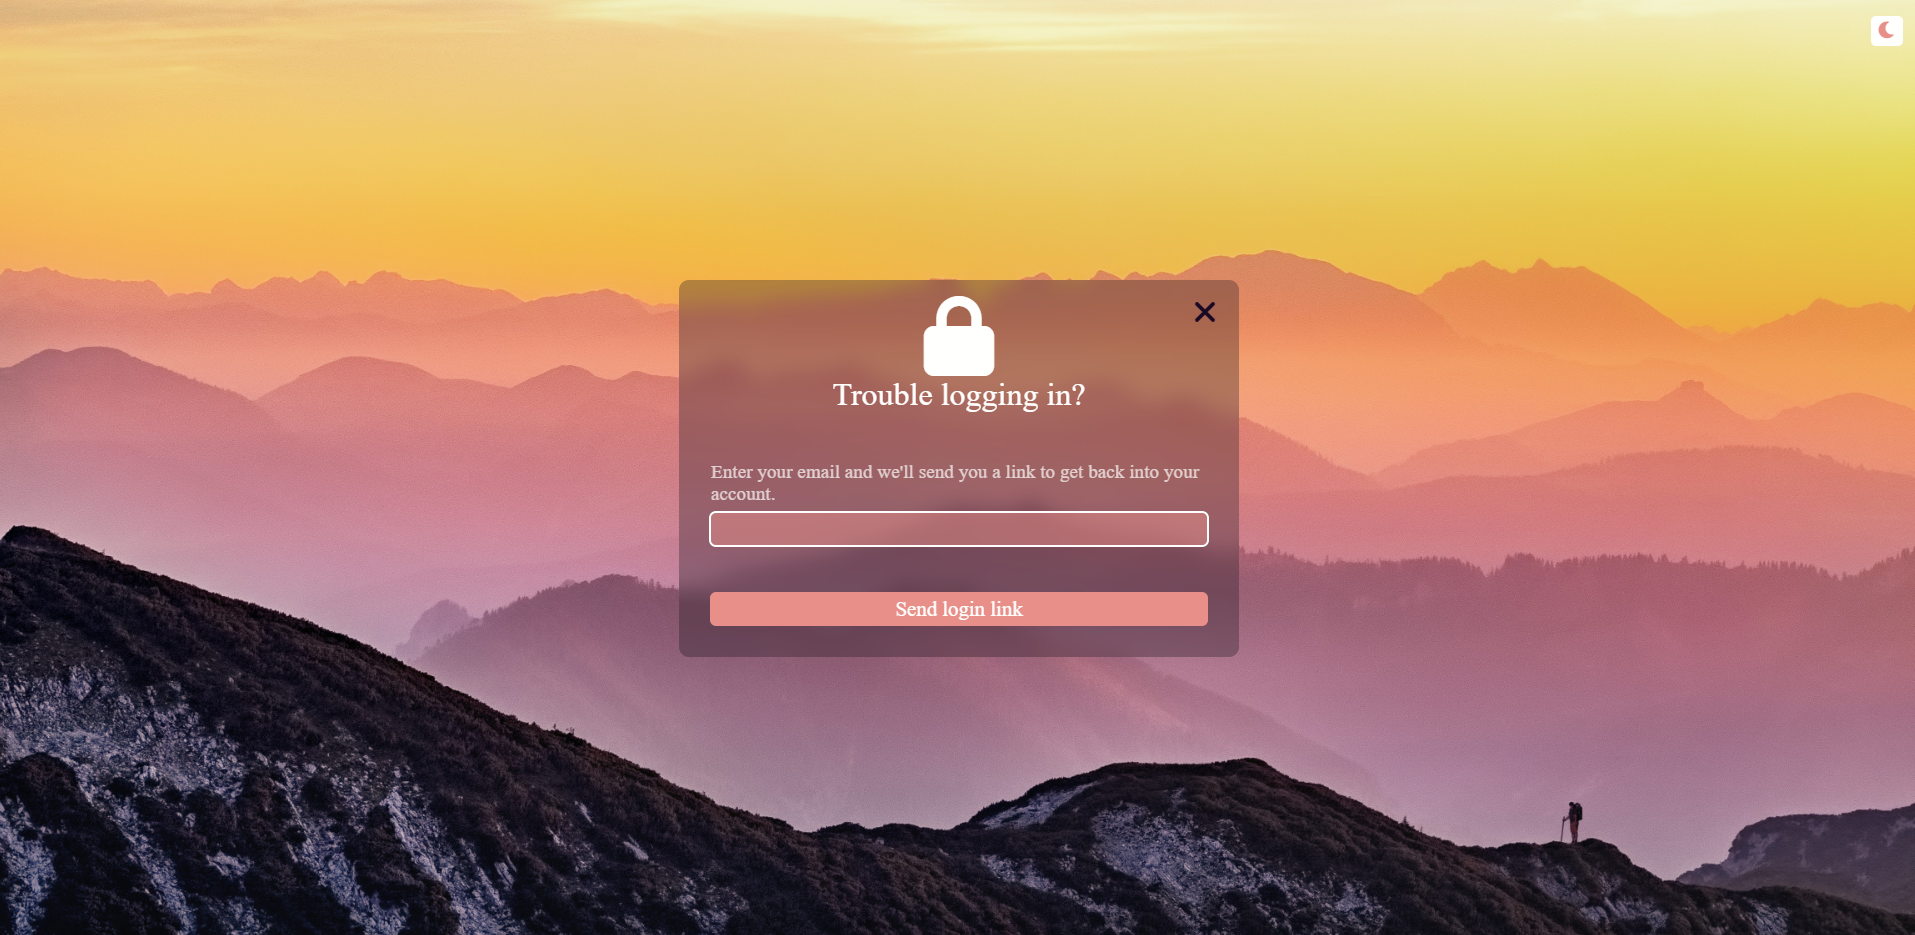 Trouble logging in?
Enter your email and we'll send you a link to get back into your
account.
Send login link